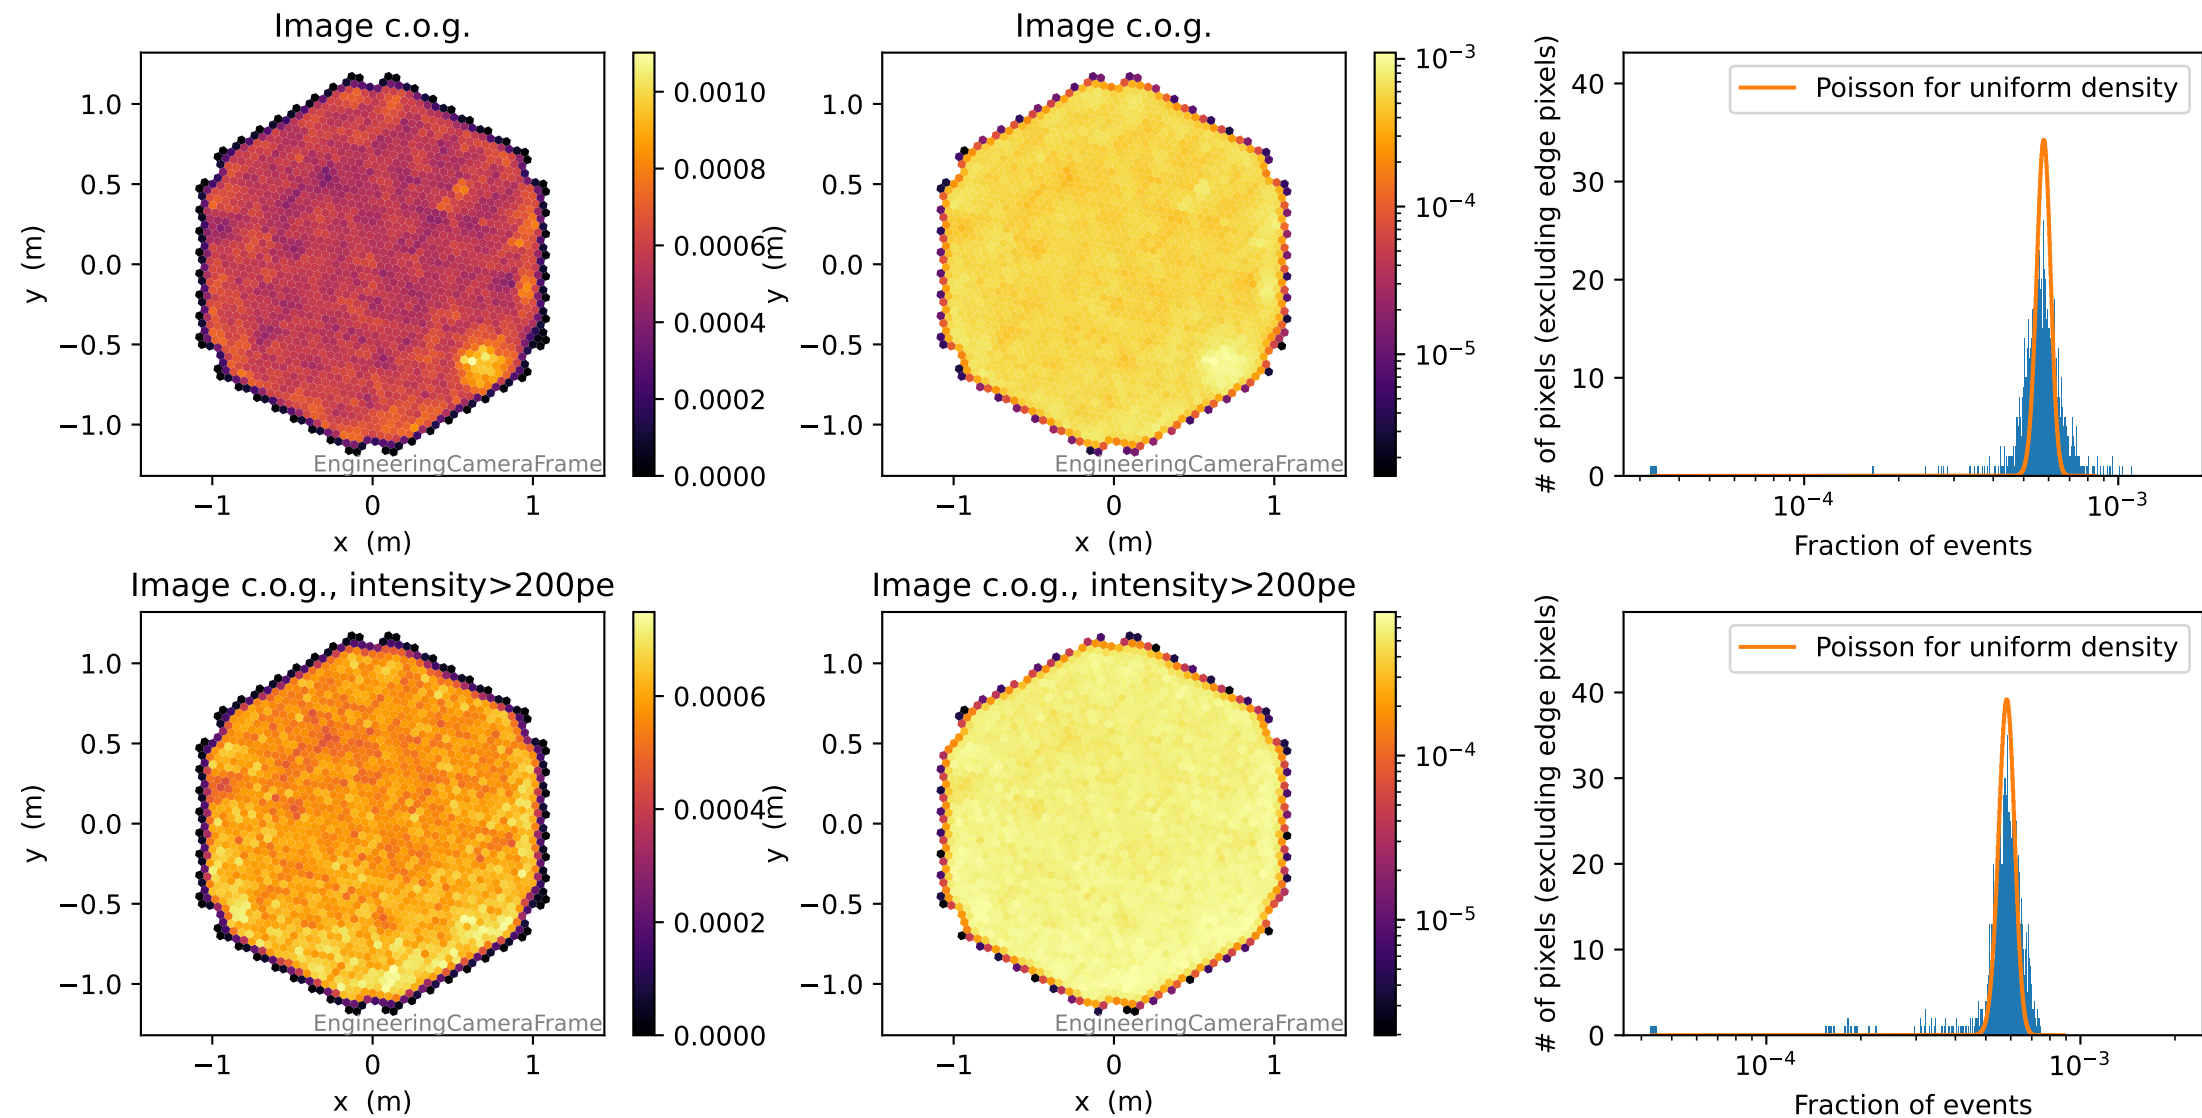 Image c.o.g.
y (m)
1.0
0.5
0.0
−0.5
−1.0
−1
0
1
x (m)
EngineeringCameraFrame
0.0010
0.0008
0.0006
0.0004
0.0002
0.0000
Image c.o.g.
y (m)
1.0
0.5
0.0
−0.5
−1.0
−1
0
1
x (m)
EngineeringCameraFrame
10⁻³
10⁻⁴
10⁻⁵
# of pixels (excluding edge pixels)
40
30
20
10
0
Poisson for uniform density
10⁻⁴
10⁻³
Fraction of events
Image c.o.g., intensity>200pe
y (m)
1.0
0.5
0.0
−0.5
−1.0
−1
0
1
x (m)
EngineeringCameraFrame
0.0006
0.0004
0.0002
0.0000
Image c.o.g., intensity>200pe
y (m)
1.0
0.5
0.0
−0.5
−1.0
−1
0
1
x (m)
EngineeringCameraFrame
10⁻⁴
10⁻⁵
# of pixels (excluding edge pixels)
40
30
20
10
0
Poisson for uniform density
10⁻⁴
10⁻³
Fraction of events